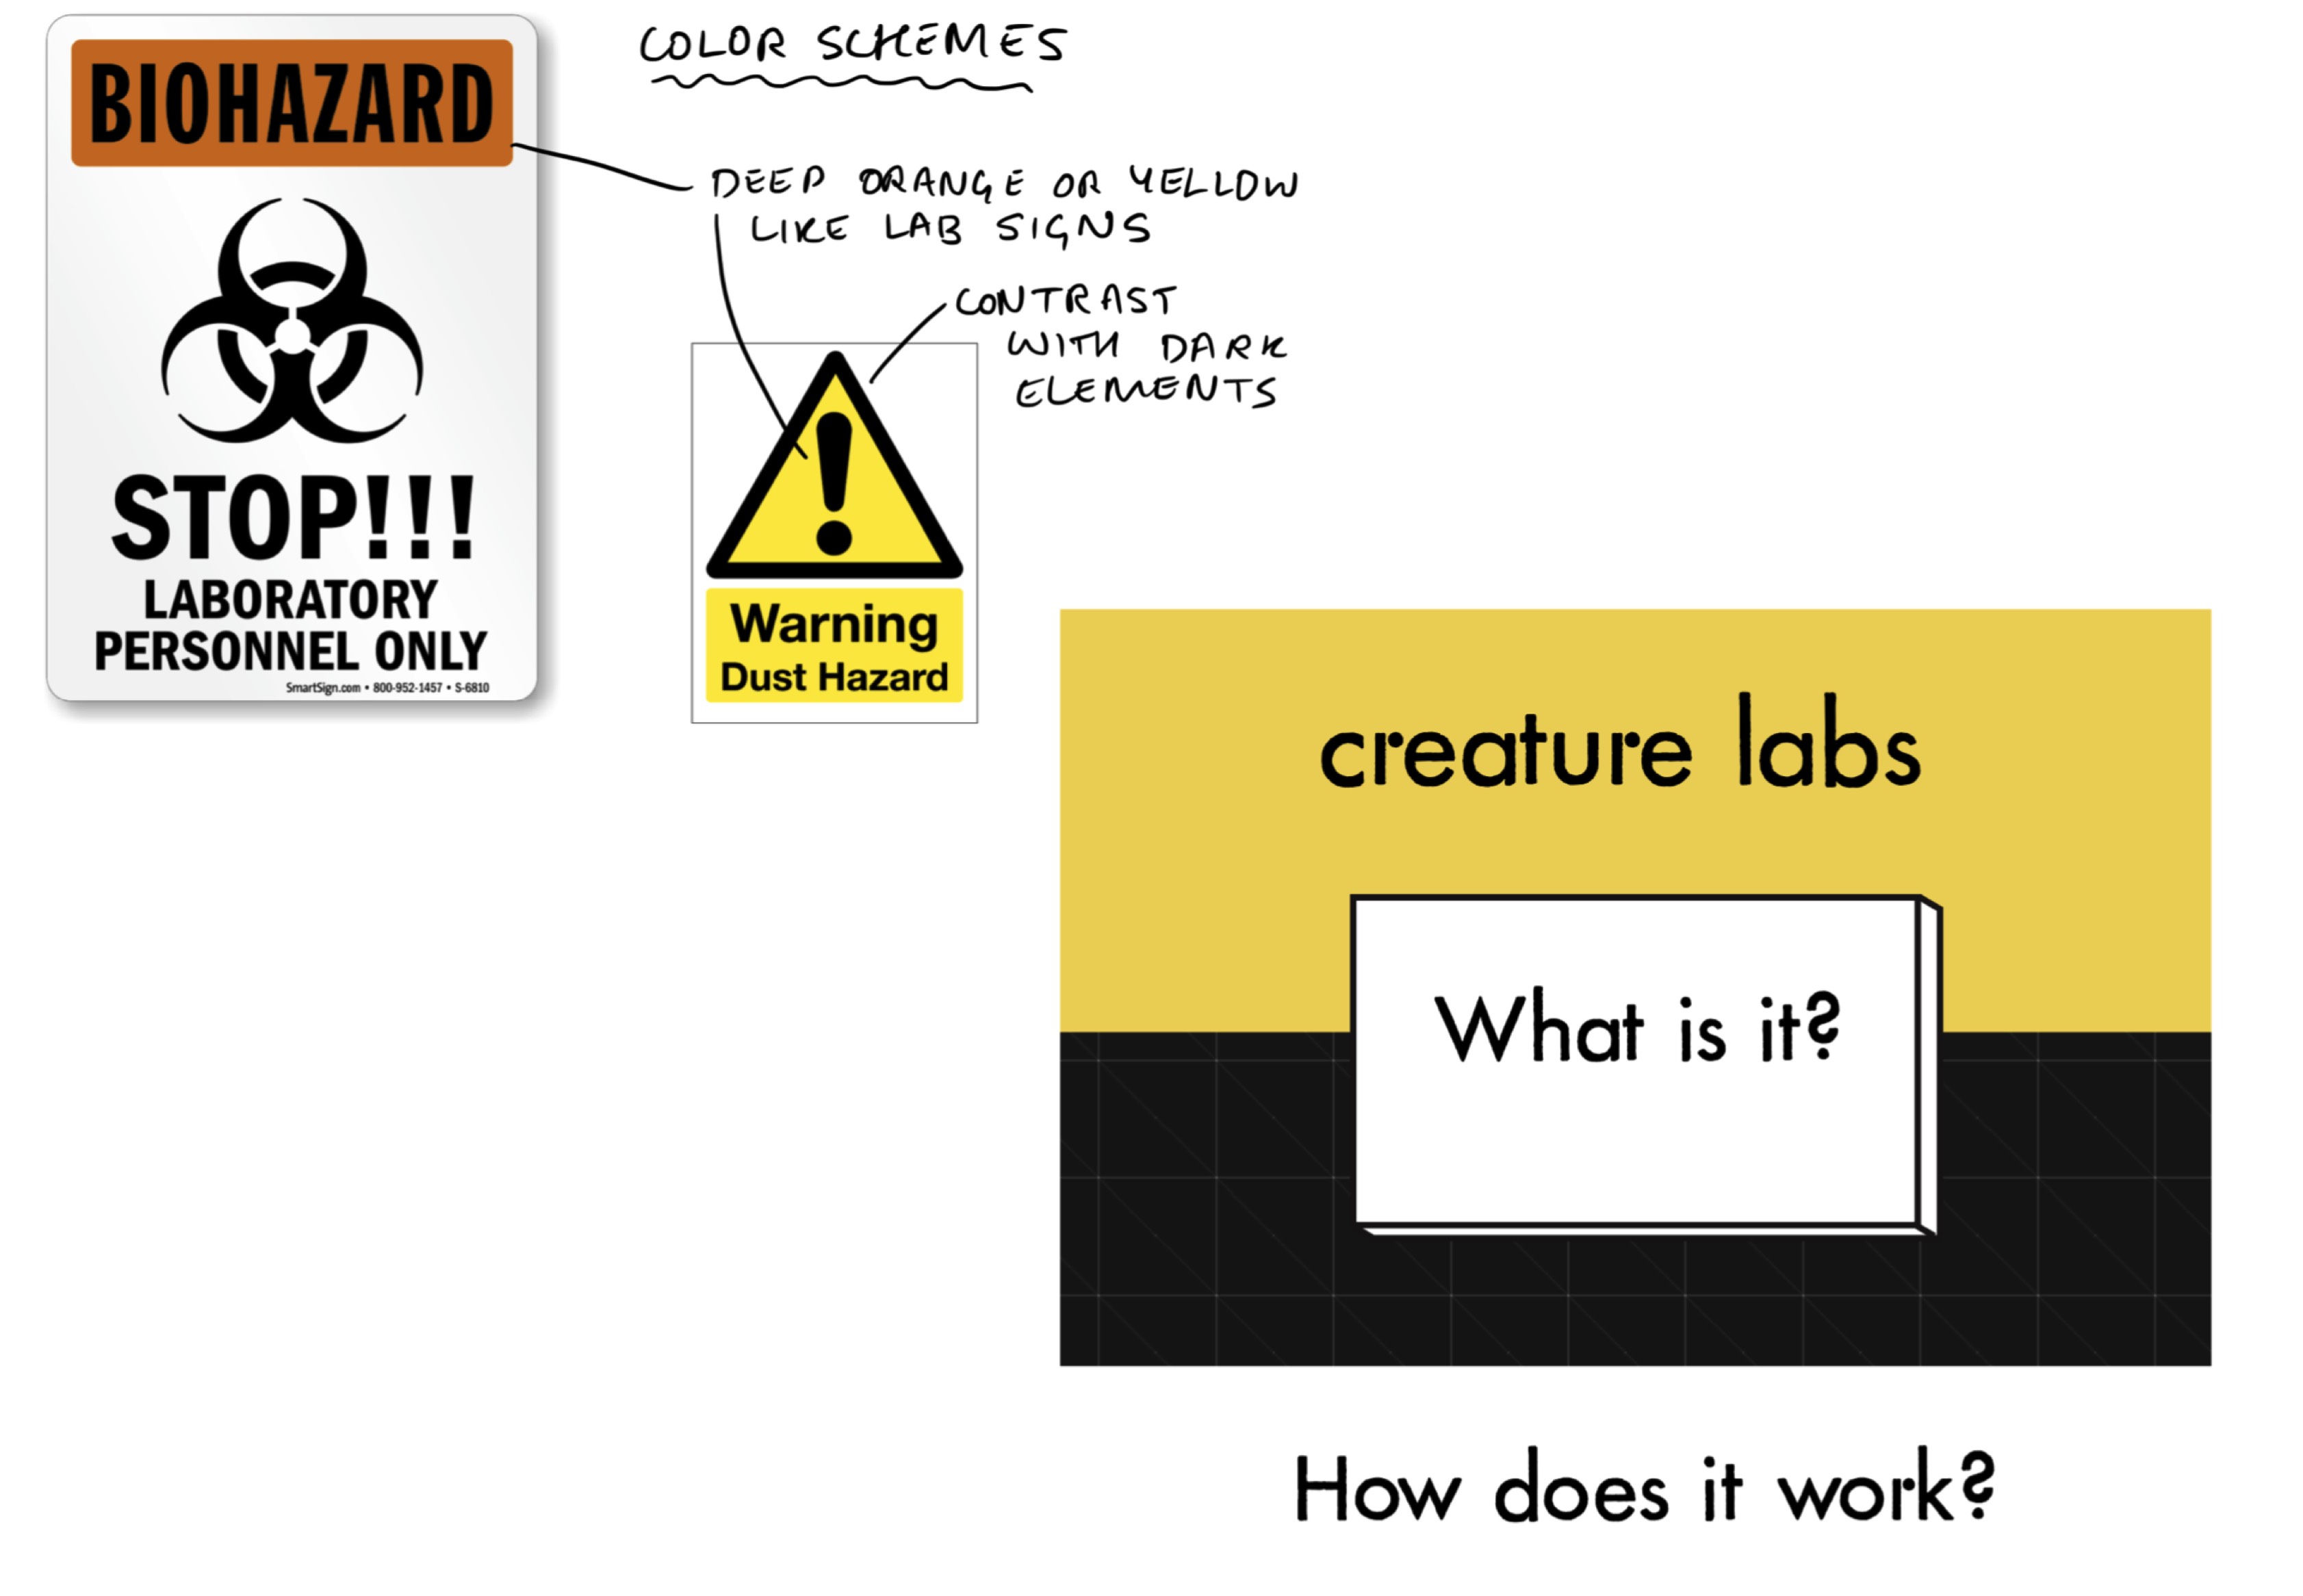 BIOHAZARD
STOP!!!
LABORATORY
PERSONNEL ONLY
SmartSign.com • 800-952-1457 • S-6810
COLOR SCHEMES
DEEP ORANGE OR YELLOW
LIKE LAB SIGNS
CONTRAST
WITH DARK
ELEMENTS
Warning
Dust Hazard
creature labs
What is it?
How does it work?